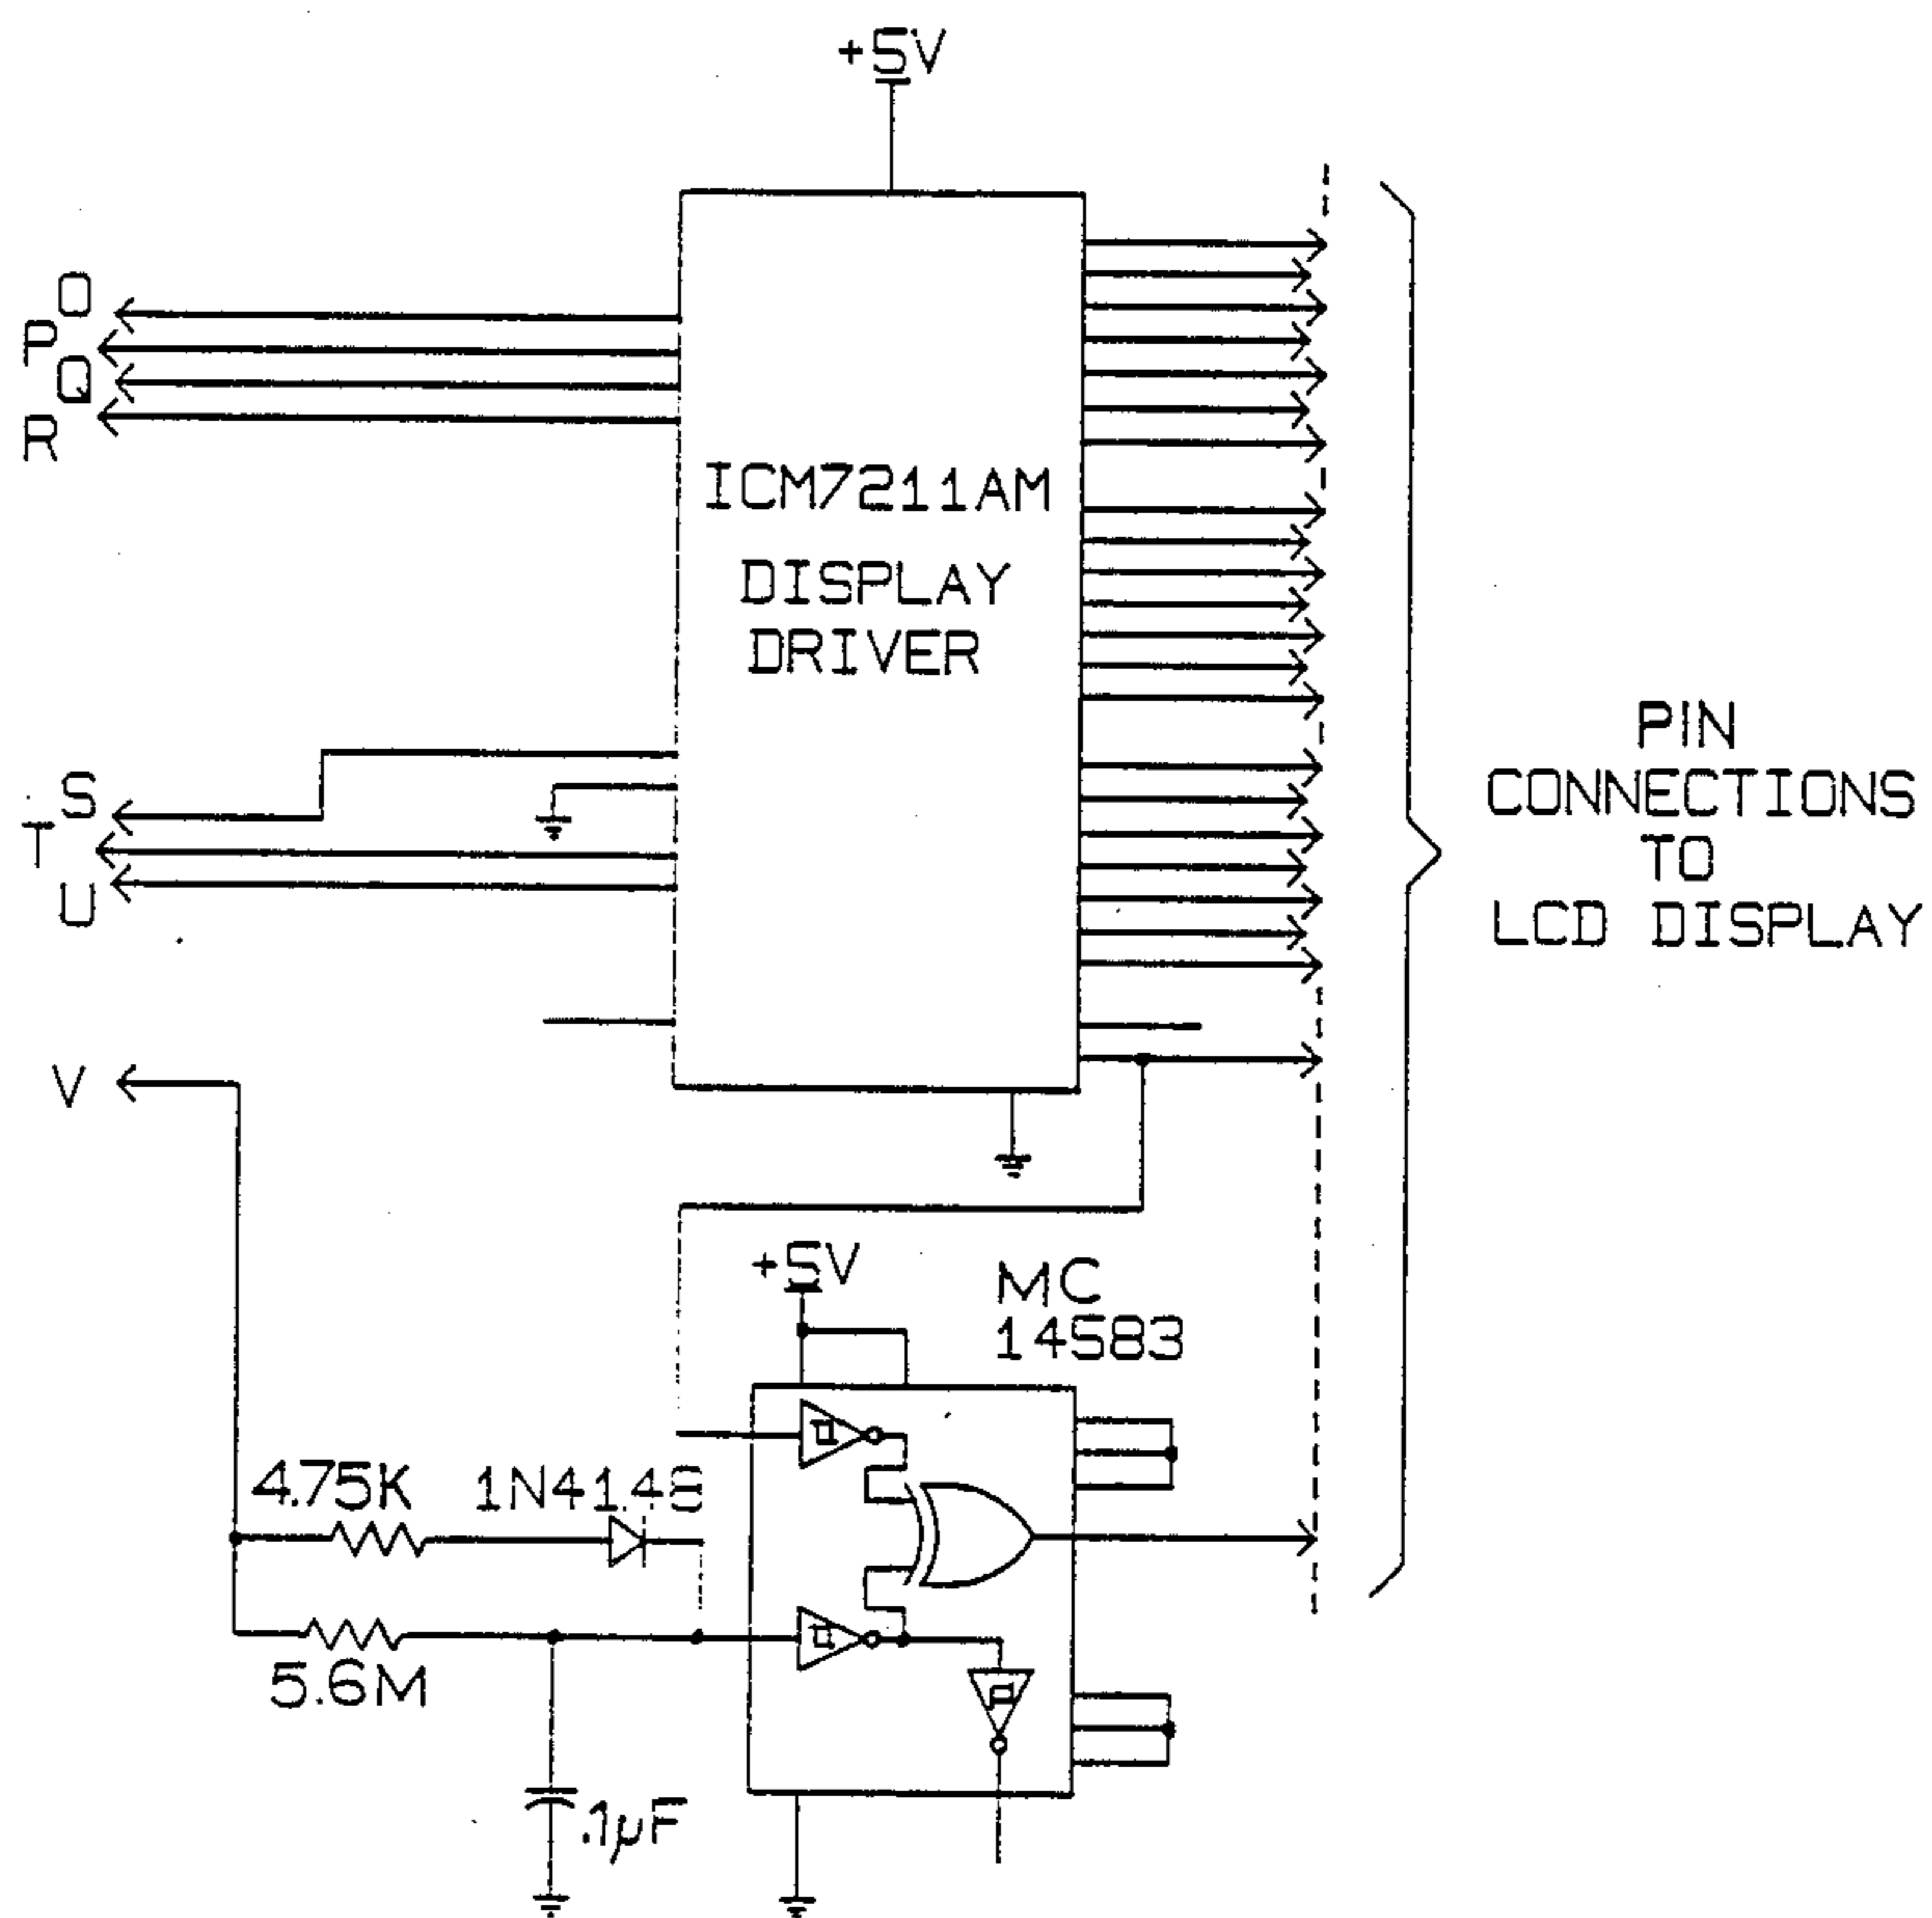 +5V
O
P
Q
R
ICM7211AM
DISPLAY
DRIVER
S
T
U
PIN
CONNECTIONS
TO
LCD DISPLAY
V
+5V
MC
14583
4.75K
1N4148
5.6M
.1µF